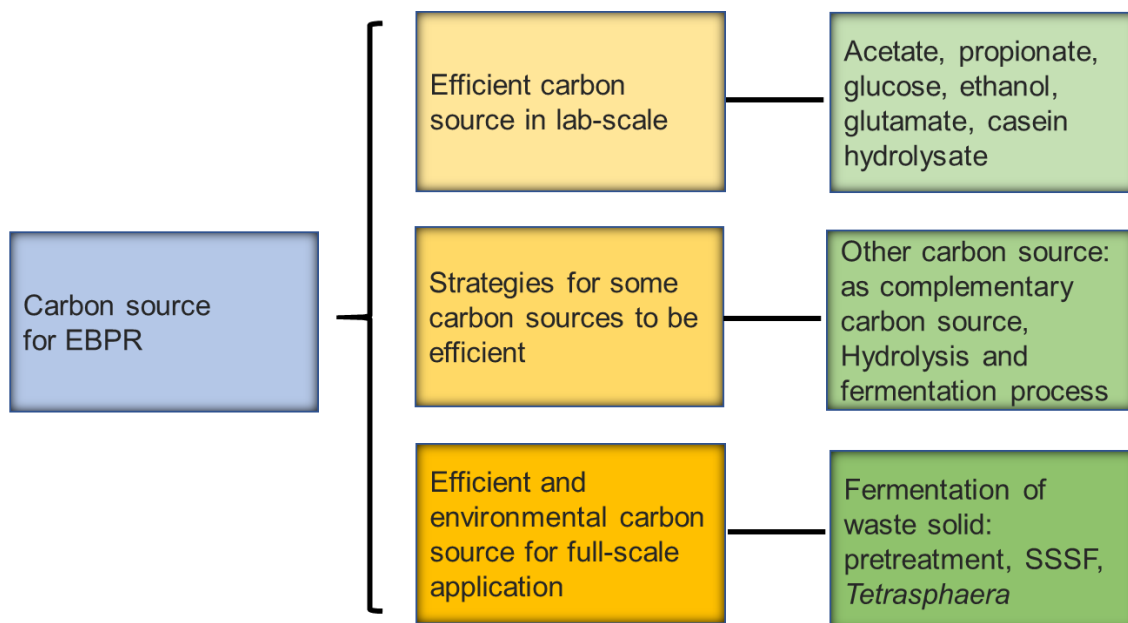 Carbon source
for EBPR
Efficient carbon
source in lab-scale
Acetate, propionate,
glucose, ethanol,
glutamate, casein
hydrolysate
Strategies for some
carbon sources to be
efficient
Other carbon source:
as complementary
carbon source,
Hydrolysis and
fermentation process
Efficient and
environmental carbon
source for full-scale
application
Fermentation of
waste solid:
pretreatment, SSSF,
Tetrasphaera